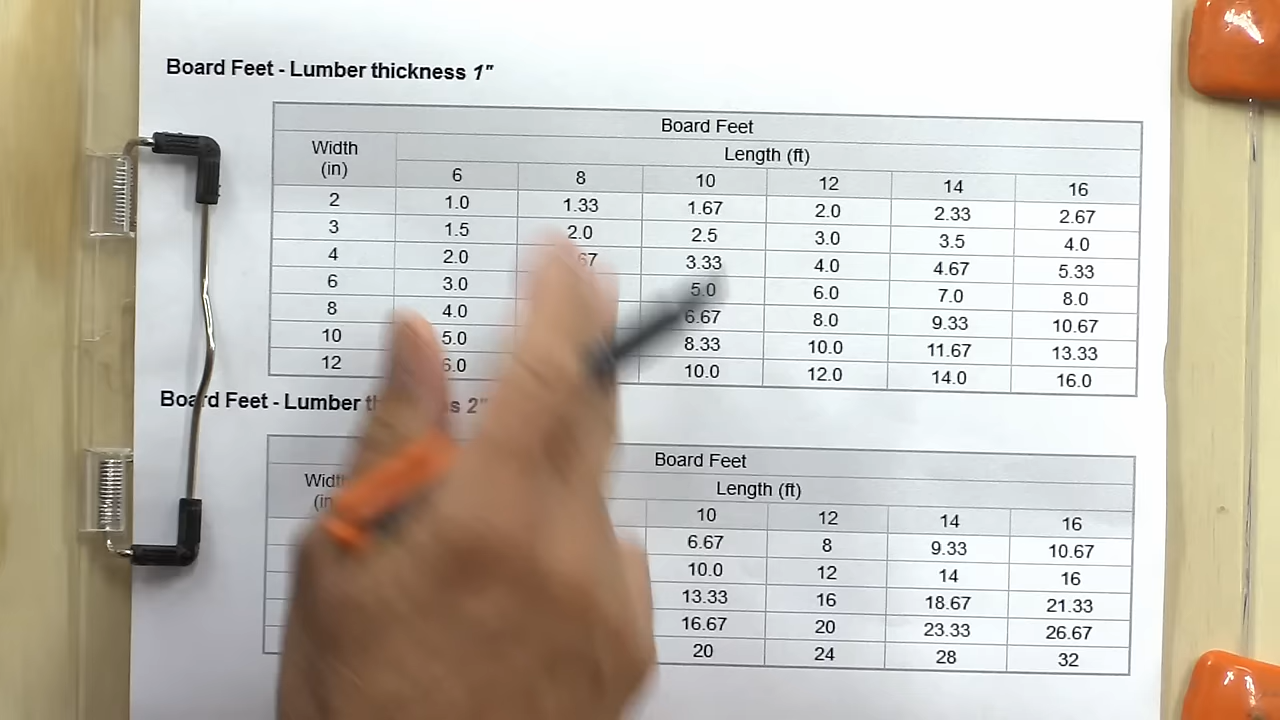 Board Feet - Lumber thickness 1"
Board Feet
Width
(in)
Length (ft)
6 8 10 12 14 16
2 1.0 1.33 1.67 2.0 2.33 2.67
3 1.5 2.0 2.5 3.0 3.5 4.0
4 2.0 67 3.33 4.0 4.67 5.33
6 3.0 5.0 6.0 7.0 8.0
8 4.0 6.67 8.0 9.33 10.67
10 5.0 8.33 10.0 11.67 13.33
12 6.0 10.0 12.0 14.0 16.0
Board Feet - Lumber 2"
Board Feet
Width
Length (ft)
10 12 14 16
6.67 8 9.33 10.67
10.0 12 14 16
13.33 16 18.67 21.33
16.67 20 23.33 26.67
20 24 28 32